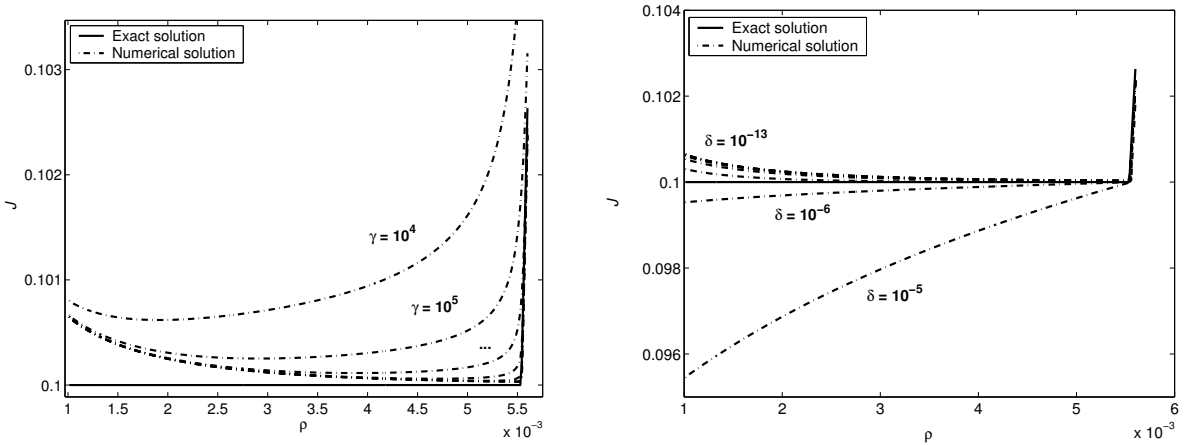 Exact solution
Numerical solution
0.103
0.102
0.101
0.1
J
γ = 10⁴
γ = 10⁵
...
1 1.5 2 2.5 3 3.5 4 4.5 5 5.5
ρ
x 10⁻³
Exact solution
Numerical solution
0.104
0.102
0.1
0.098
0.096
J
δ = 10⁻¹³
δ = 10⁻⁶
δ = 10⁻⁵
1 2 3 4 5 6
ρ
x 10⁻³